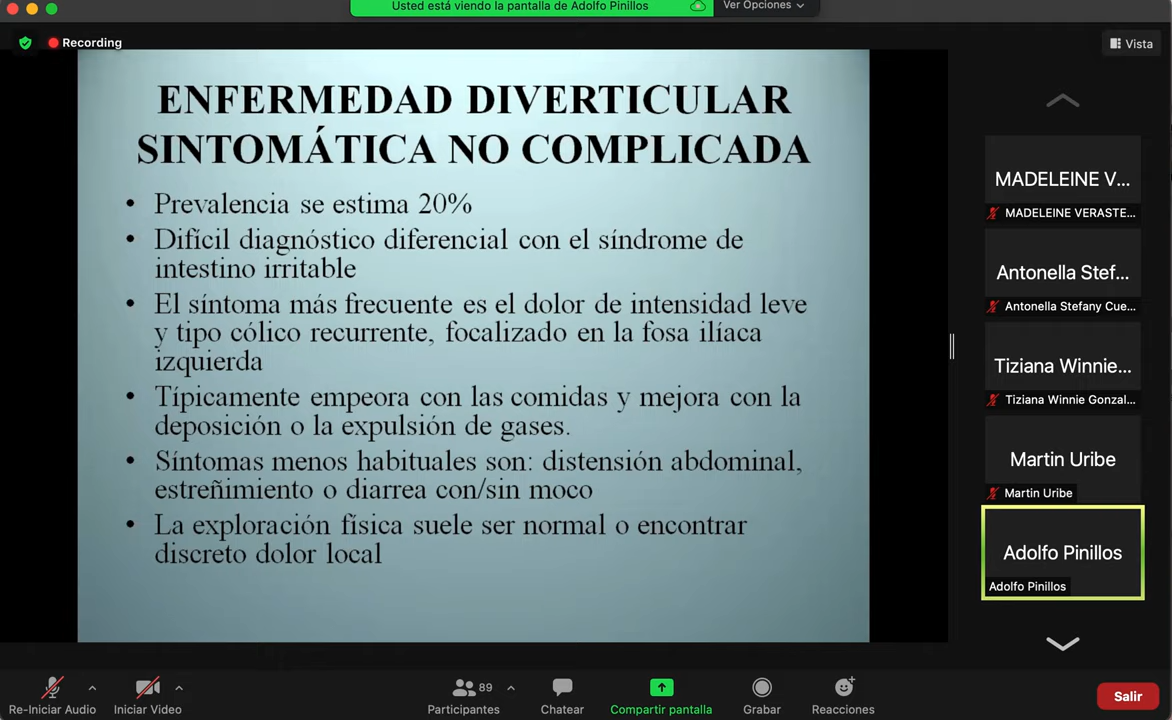 Usted está viendo la pantalla de Adolfo Pinillos
Ver Opciones
Recording
Vista
ENFERMEDAD DIVERTICULAR
SINTOMÁTICA NO COMPLICADA
• Prevalencia se estima 20%
• Difícil diagnóstico diferencial con el síndrome de
intestino irritable
• El síntoma más frecuente es el dolor de intensidad leve
y tipo cólico recurrente, focalizado en la fosa ilíaca
izquierda
• Típicamente empeora con las comidas y mejora con la
deposición o la expulsión de gases.
• Síntomas menos habituales son: distensión abdominal,
estreñimiento o diarrea con/sin moco
• La exploración física suele ser normal o encontrar
discreto dolor local
MADELEINE V...
MADELEINE VERASTE...
Antonella Stef...
Antonella Stefany Cue...
Tiziana Winnie...
Tiziana Winnie Gonzal...
Martin Uribe
Martin Uribe
Adolfo Pinillos
Adolfo Pinillos
Re-Iniciar Audio
Iniciar Video
89
Participantes
Chatear
Compartir pantalla
Grabar
Reacciones
Salir